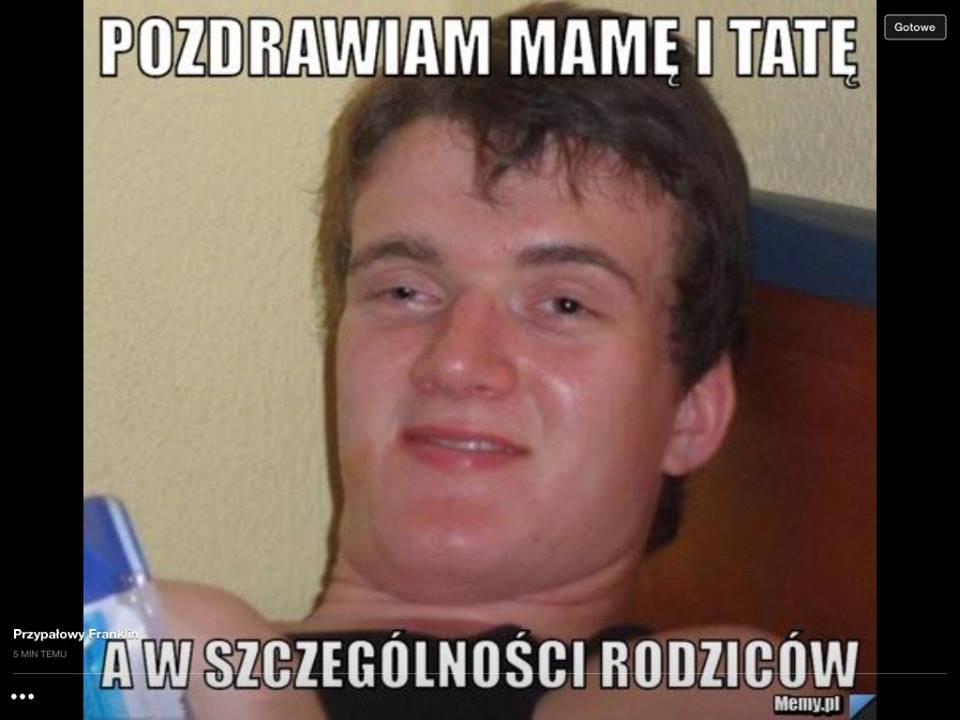 POZDRAWIAM MAMĘ I TATĘ
Gotowe
Przypałowy Franklin
5 MIN TEMU
A W SZCZEGÓLNOŚCI RODZICÓW
•••
Memy.pl